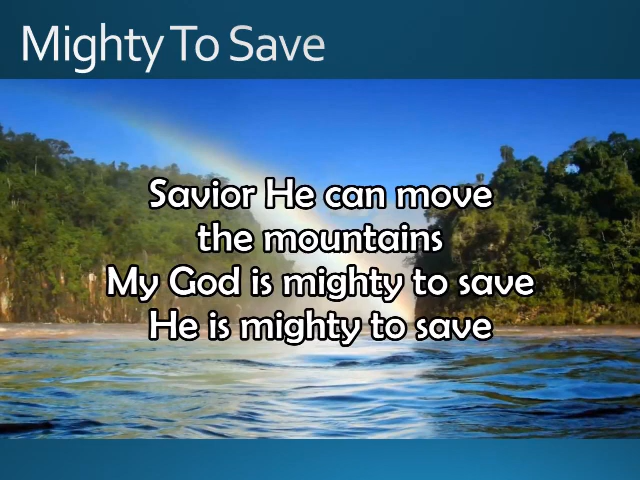 Mighty To Save
Savior He can move
the mountains
My God is mighty to save
He is mighty to save